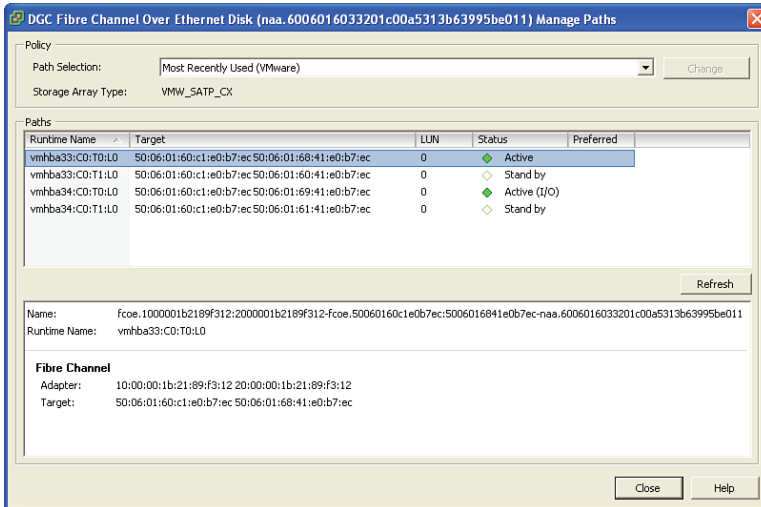 DGC Fibre Channel Over Ethernet Disk (naa.6006016033201c00a5313b63995be011) Manage Paths
Policy
Path Selection: Most Recently Used (VMware) Change
Storage Array Type: VMW_SATP_CX
Paths
Runtime Name Target LUN Status Preferred
vmhba33:C0:T0:L0 50:06:01:60:c1:e0:b7:ec 50:06:01:68:41:e0:b7:ec 0 Active
vmhba33:C0:T1:L0 50:06:01:60:c1:e0:b7:ec 50:06:01:60:41:e0:b7:ec 0 Stand by
vmhba34:C0:T0:L0 50:06:01:60:c1:e0:b7:ec 50:06:01:69:41:e0:b7:ec 0 Active (I/O)
vmhba34:C0:T1:L0 50:06:01:60:c1:e0:b7:ec 50:06:01:61:41:e0:b7:ec 0 Stand by
Refresh
Name: fcoe.1000001b2189f312:2000001b2189f312-fcoe.50060160c1e0b7ec:5006016841e0b7ec-naa.6006016033201c00a5313b63995be011
Runtime Name: vmhba33:C0:T0:L0
Fibre Channel
Adapter: 10:00:00:1b:21:89:f3:12 20:00:00:1b:21:89:f3:12
Target: 50:06:01:60:c1:e0:b7:ec 50:06:01:68:41:e0:b7:ec
Close Help